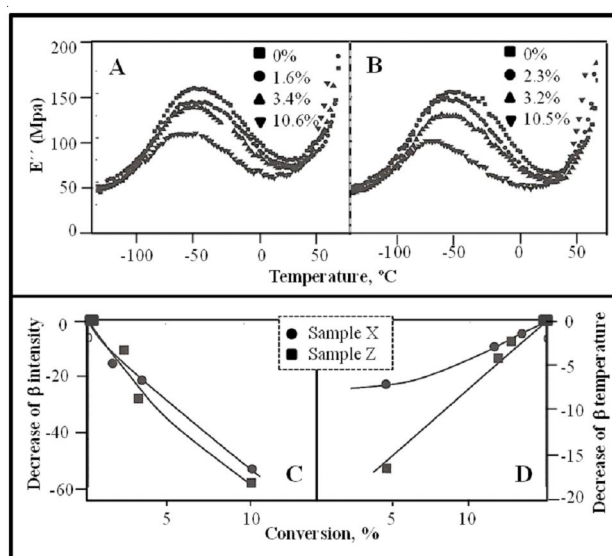 200
150
100
50
0
E´´ (Mpa)
A
0%
1.6%
3.4%
10.6%
B
0%
2.3%
3.2%
10.5%
-100 -50 0 50 -100 -50 0 50
Temperature, ºC
0
-20
-40
-60
Decrease of β intensity
Sample X
Sample Z
C
D
0
-5
-10
-15
-20
Decrease of β temperature
5 10 5 10
Conversion, %